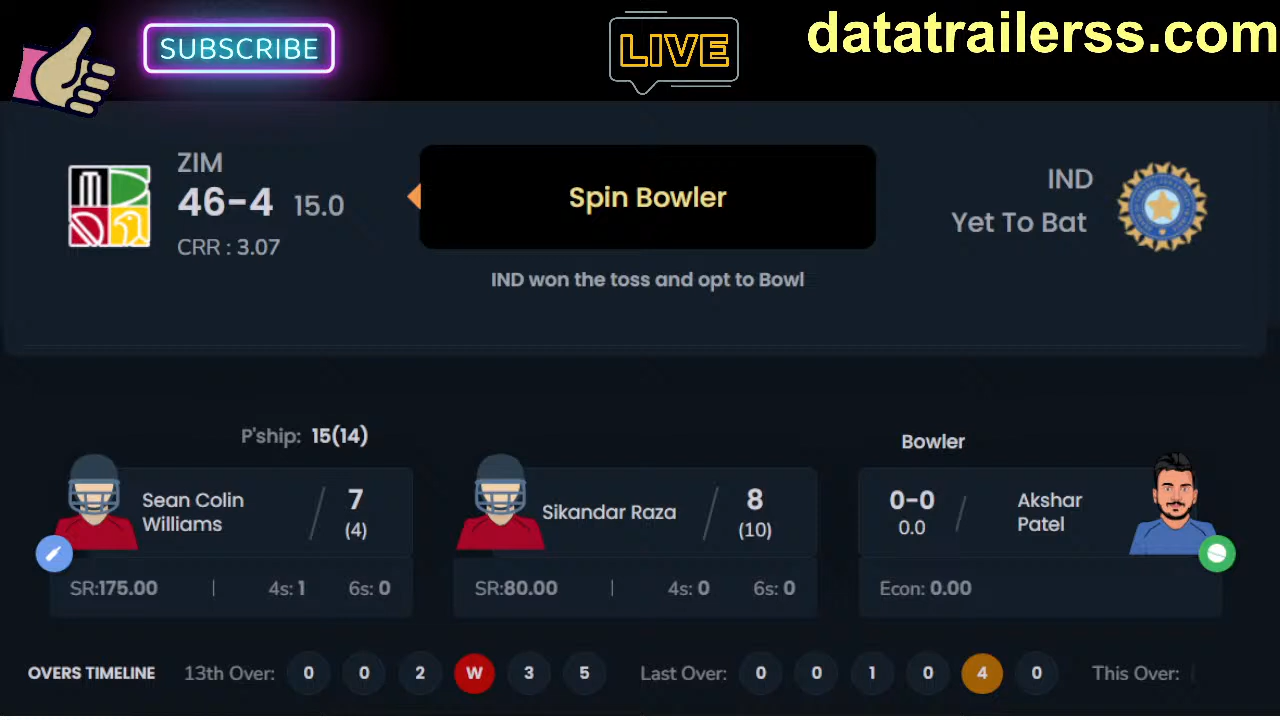 SUBSCRIBE
LIVE
datatrailerss.com
ZIM
46-4 15.0
CRR : 3.07
Spin Bowler
IND won the toss and opt to Bowl
IND
Yet To Bat
P'ship: 15(14)
Bowler
Sean Colin
Williams
7
(4)
SR:175.00 | 4s: 1 6s: 0
Sikandar Raza
8
(10)
SR:80.00 | 4s: 0 6s: 0
0-0
0.0
Akshar
Patel
Econ: 0.00
OVERS TIMELINE 13th Over: 0 0 2 W 3 5 Last Over: 0 0 1 0 4 0 This Over: